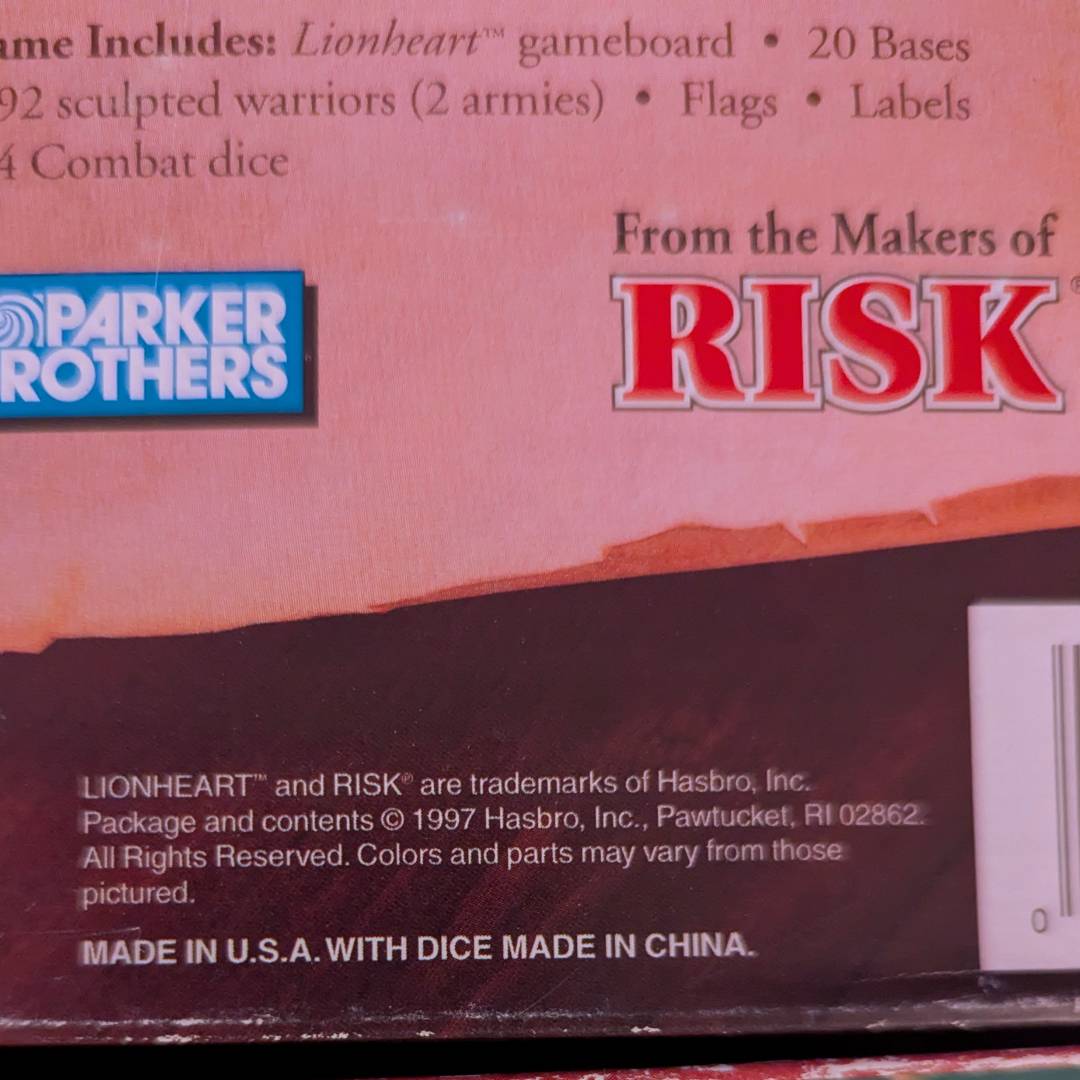 ame Includes: Lionheart™ gameboard • 20 Bases
92 sculpted warriors (2 armies) • Flags • Labels
4 Combat dice
From the Makers of
RISK®
PARKER
ROTHERS
LIONHEART™ and RISK® are trademarks of Hasbro, Inc.
Package and contents © 1997 Hasbro, Inc., Pawtucket, RI 02862.
All Rights Reserved. Colors and parts may vary from those
pictured.
MADE IN U.S.A. WITH DICE MADE IN CHINA.
0